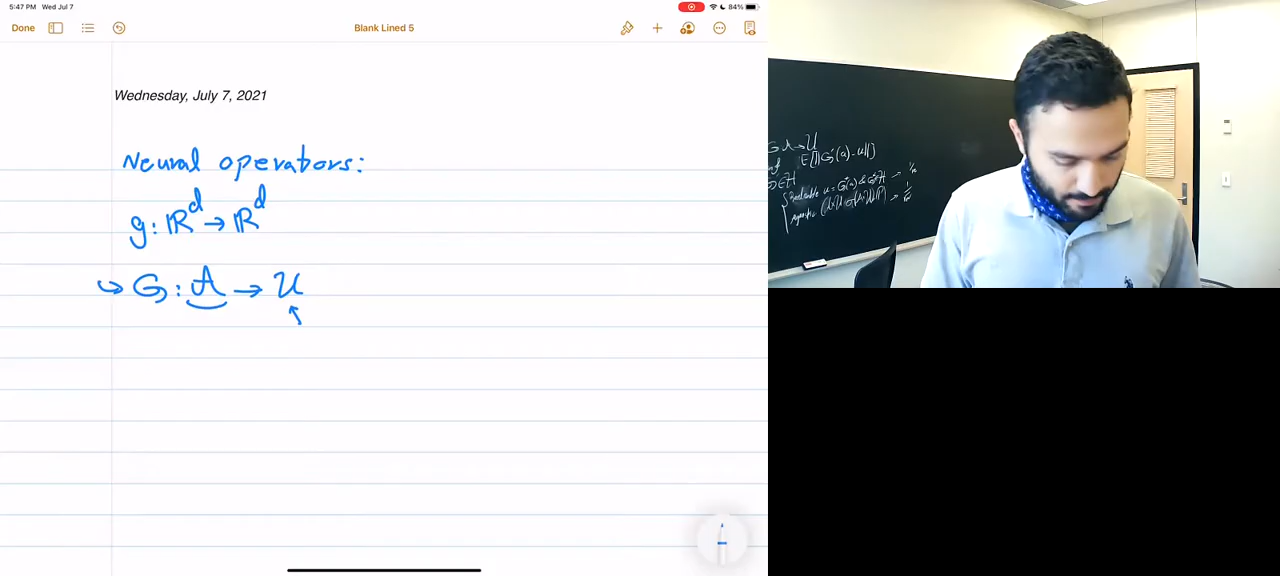 5:47 PM Wed Jul 7
84%
Done
Blank Lined 5
Wednesday, July 7, 2021
Neural operators:
g: ℝ^d → ℝ^d
↪ G: A → U
↑
G A → U
E[||G(a) - u||]